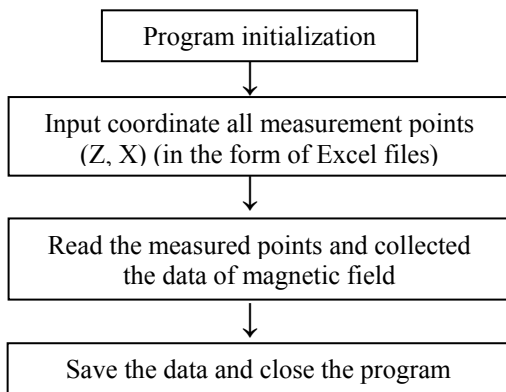 Program initialization
Input coordinate all measurement points
(Z, X) (in the form of Excel files)
Read the measured points and collected
the data of magnetic field
Save the data and close the program